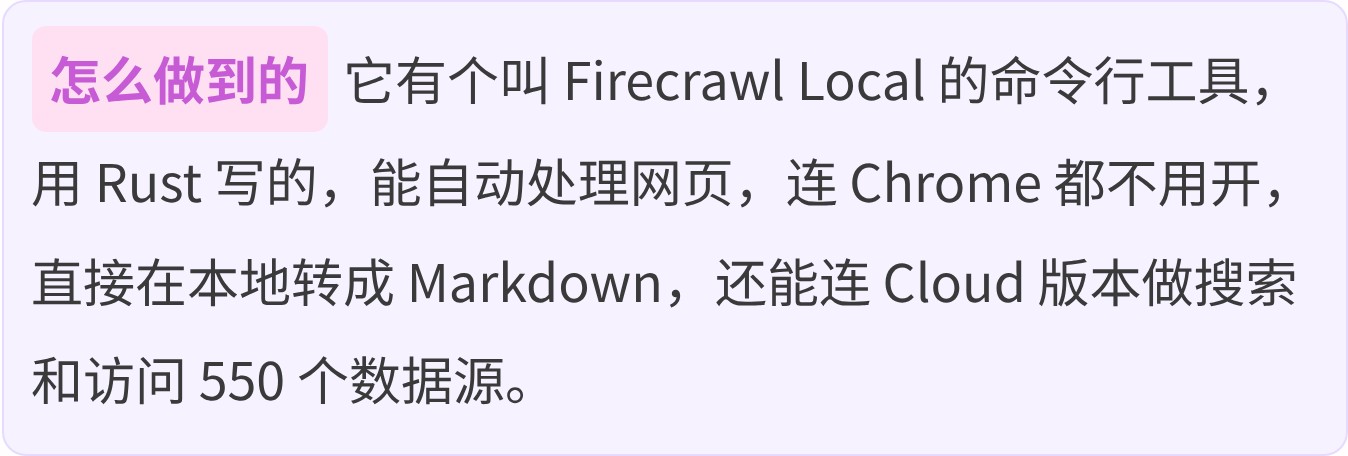 怎么做到的 它有个叫 Firecrawl Local 的命令行工具，
用 Rust 写的，能自动处理网页，连 Chrome 都不用开，
直接在本地转成 Markdown，还能连 Cloud 版本做搜索
和访问 550 个数据源。